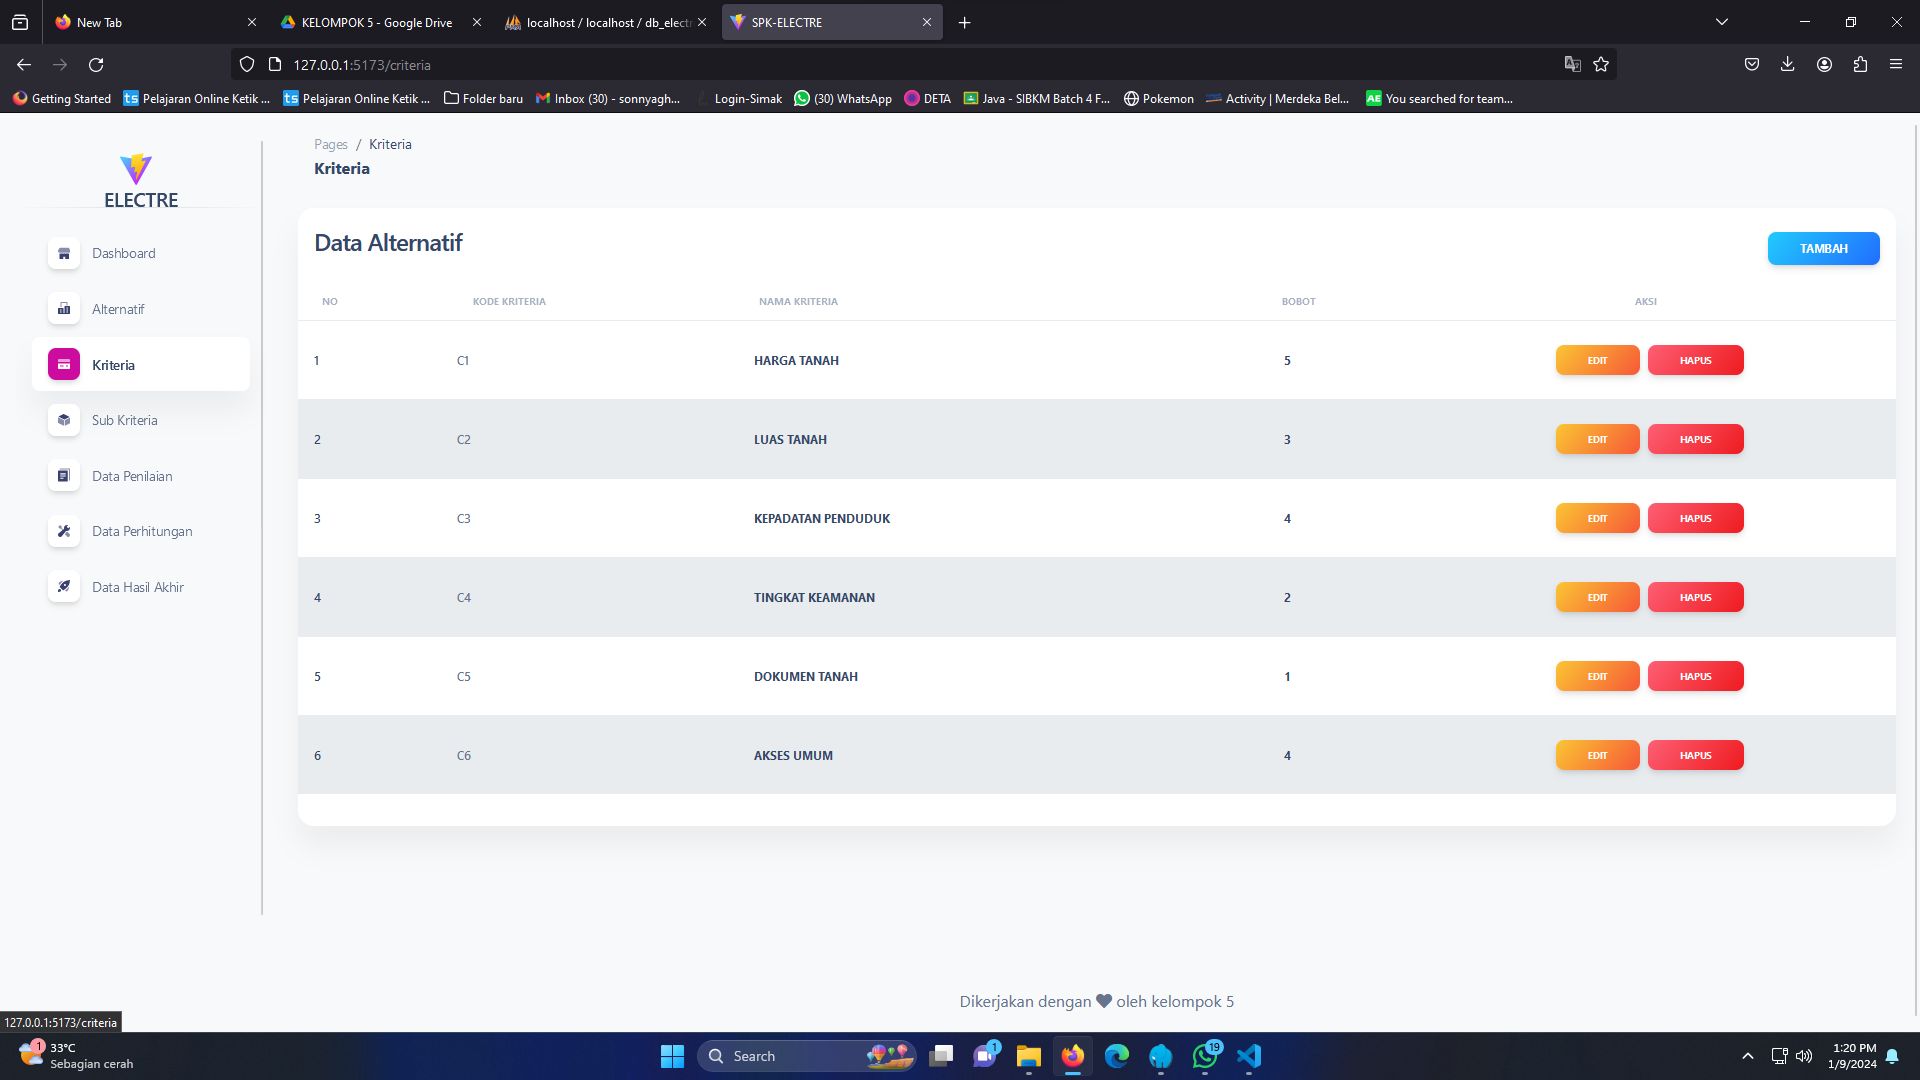 New Tab
KELOMPOK 5 - Google Drive
localhost / localhost / db_electr
SPK-ELECTRE
127.0.0.1:5173/criteria
Getting Started
Pelajaran Online Ketik ...
Pelajaran Online Ketik ...
Folder baru
Inbox (30) - sonnyagh...
Login-Simak
(30) WhatsApp
DETA
Java - SIBKM Batch 4 F...
Pokemon
Activity | Merdeka Bel...
You searched for team...
ELECTRE
Dashboard
Alternatif
Kriteria
Sub Kriteria
Data Penilaian
Data Perhitungan
Data Hasil Akhir
Pages / Kriteria
Kriteria
Data Alternatif
TAMBAH
NO KODE KRITERIA NAMA KRITERIA BOBOT AKSI
1 C1 HARGA TANAH 5 EDIT HAPUS
2 C2 LUAS TANAH 3 EDIT HAPUS
3 C3 KEPADATAN PENDUDUK 4 EDIT HAPUS
4 C4 TINGKAT KEAMANAN 2 EDIT HAPUS
5 C5 DOKUMEN TANAH 1 EDIT HAPUS
6 C6 AKSES UMUM 4 EDIT HAPUS
Dikerjakan dengan ♥ oleh kelompok 5
127.0.0.1:5173/criteria
1
33°C
Sebagian cerah
Search
1
19
1:20 PM
1/9/2024